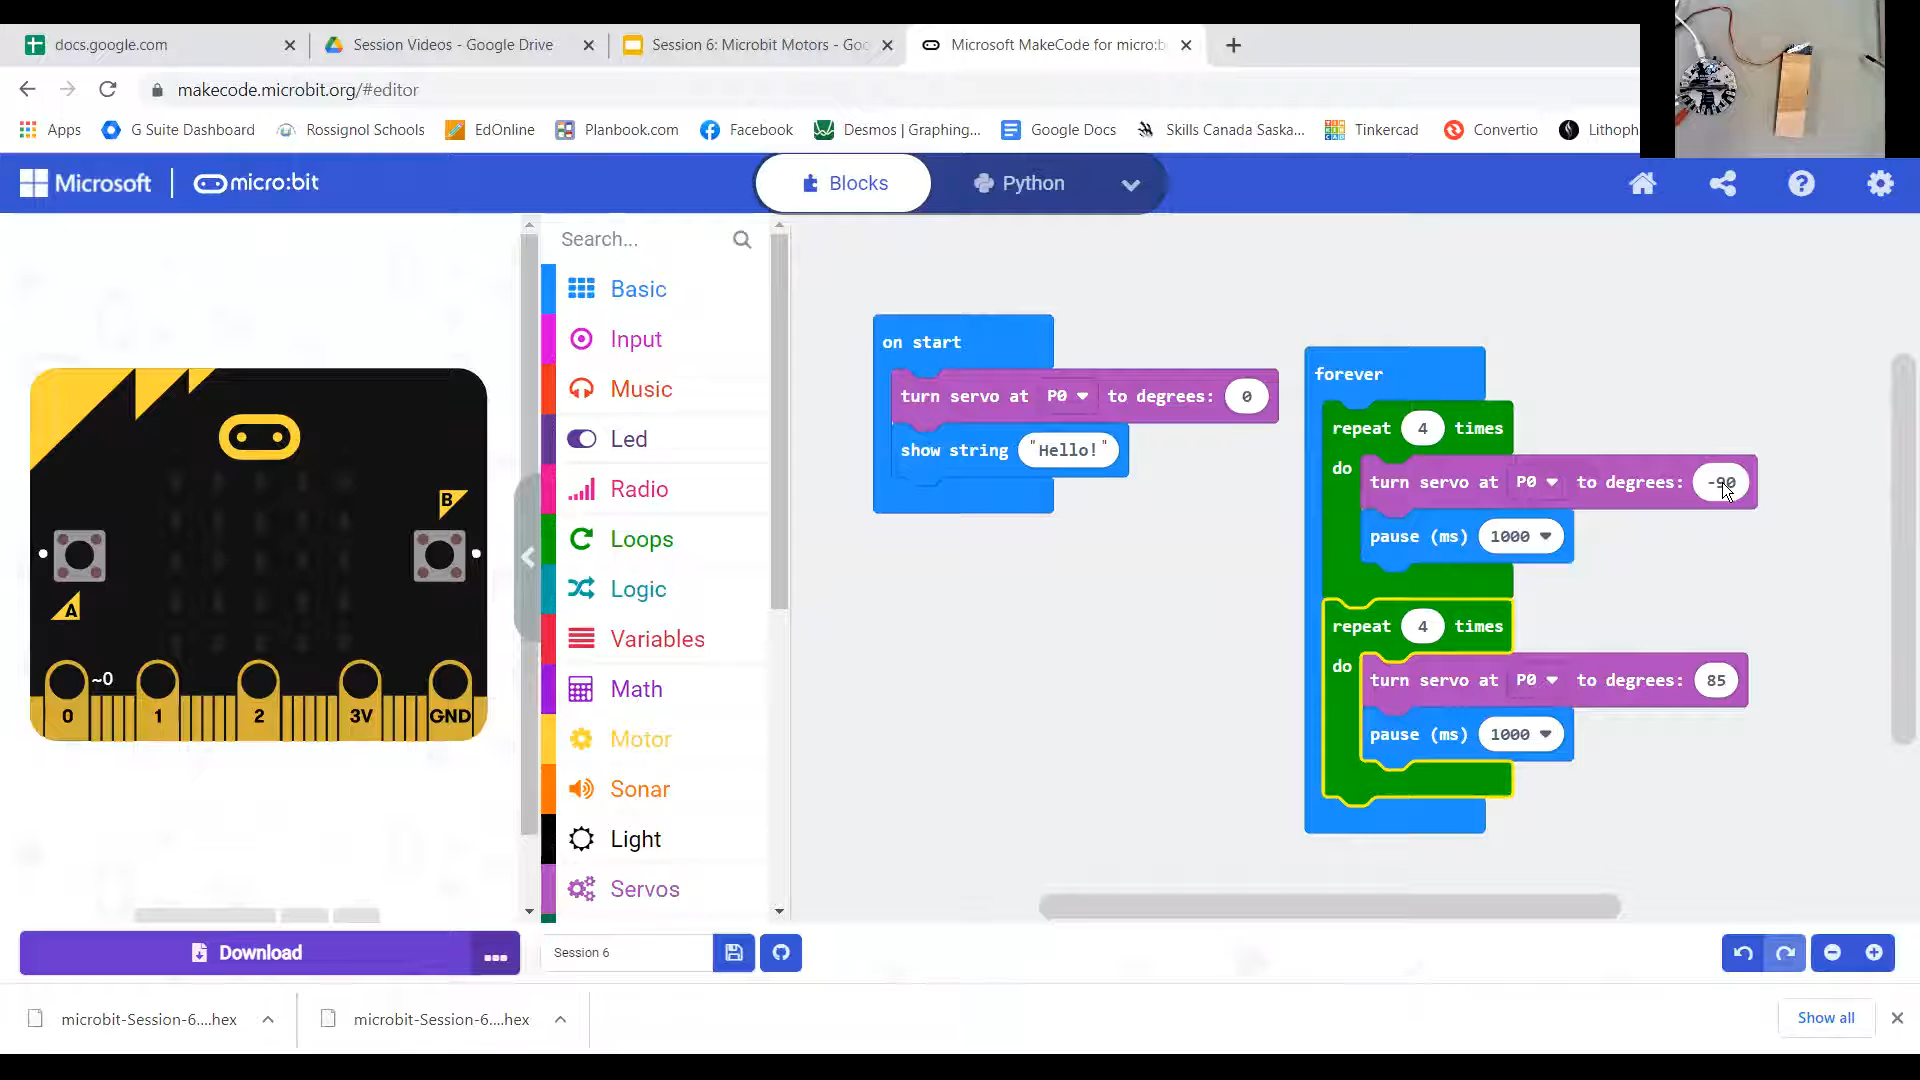 docs.google.com
Session Videos - Google Drive
Session 6: Microbit Motors - Goo
Microsoft MakeCode for micro:b
makecode.microbit.org/#editor
Apps
G Suite Dashboard
Rossignol Schools
EdOnline
Planbook.com
Facebook
Desmos | Graphing...
Google Docs
Skills Canada Saska...
Tinkercad
Convertio
Lithoph
Microsoft
micro:bit
Blocks
Python
Search...
Basic
Input
Music
Led
Radio
Loops
Logic
Variables
Math
Motor
Sonar
Light
Servos
A
B
~0
0
1
2
3V
GND
on start
turn servo at P0 to degrees: 0
show string "Hello!"
forever
repeat 4 times
do
turn servo at P0 to degrees: -90
pause (ms) 1000
repeat 4 times
do
turn servo at P0 to degrees: 85
pause (ms) 1000
Download
...
Session 6
microbit-Session-6....hex
microbit-Session-6....hex
Show all